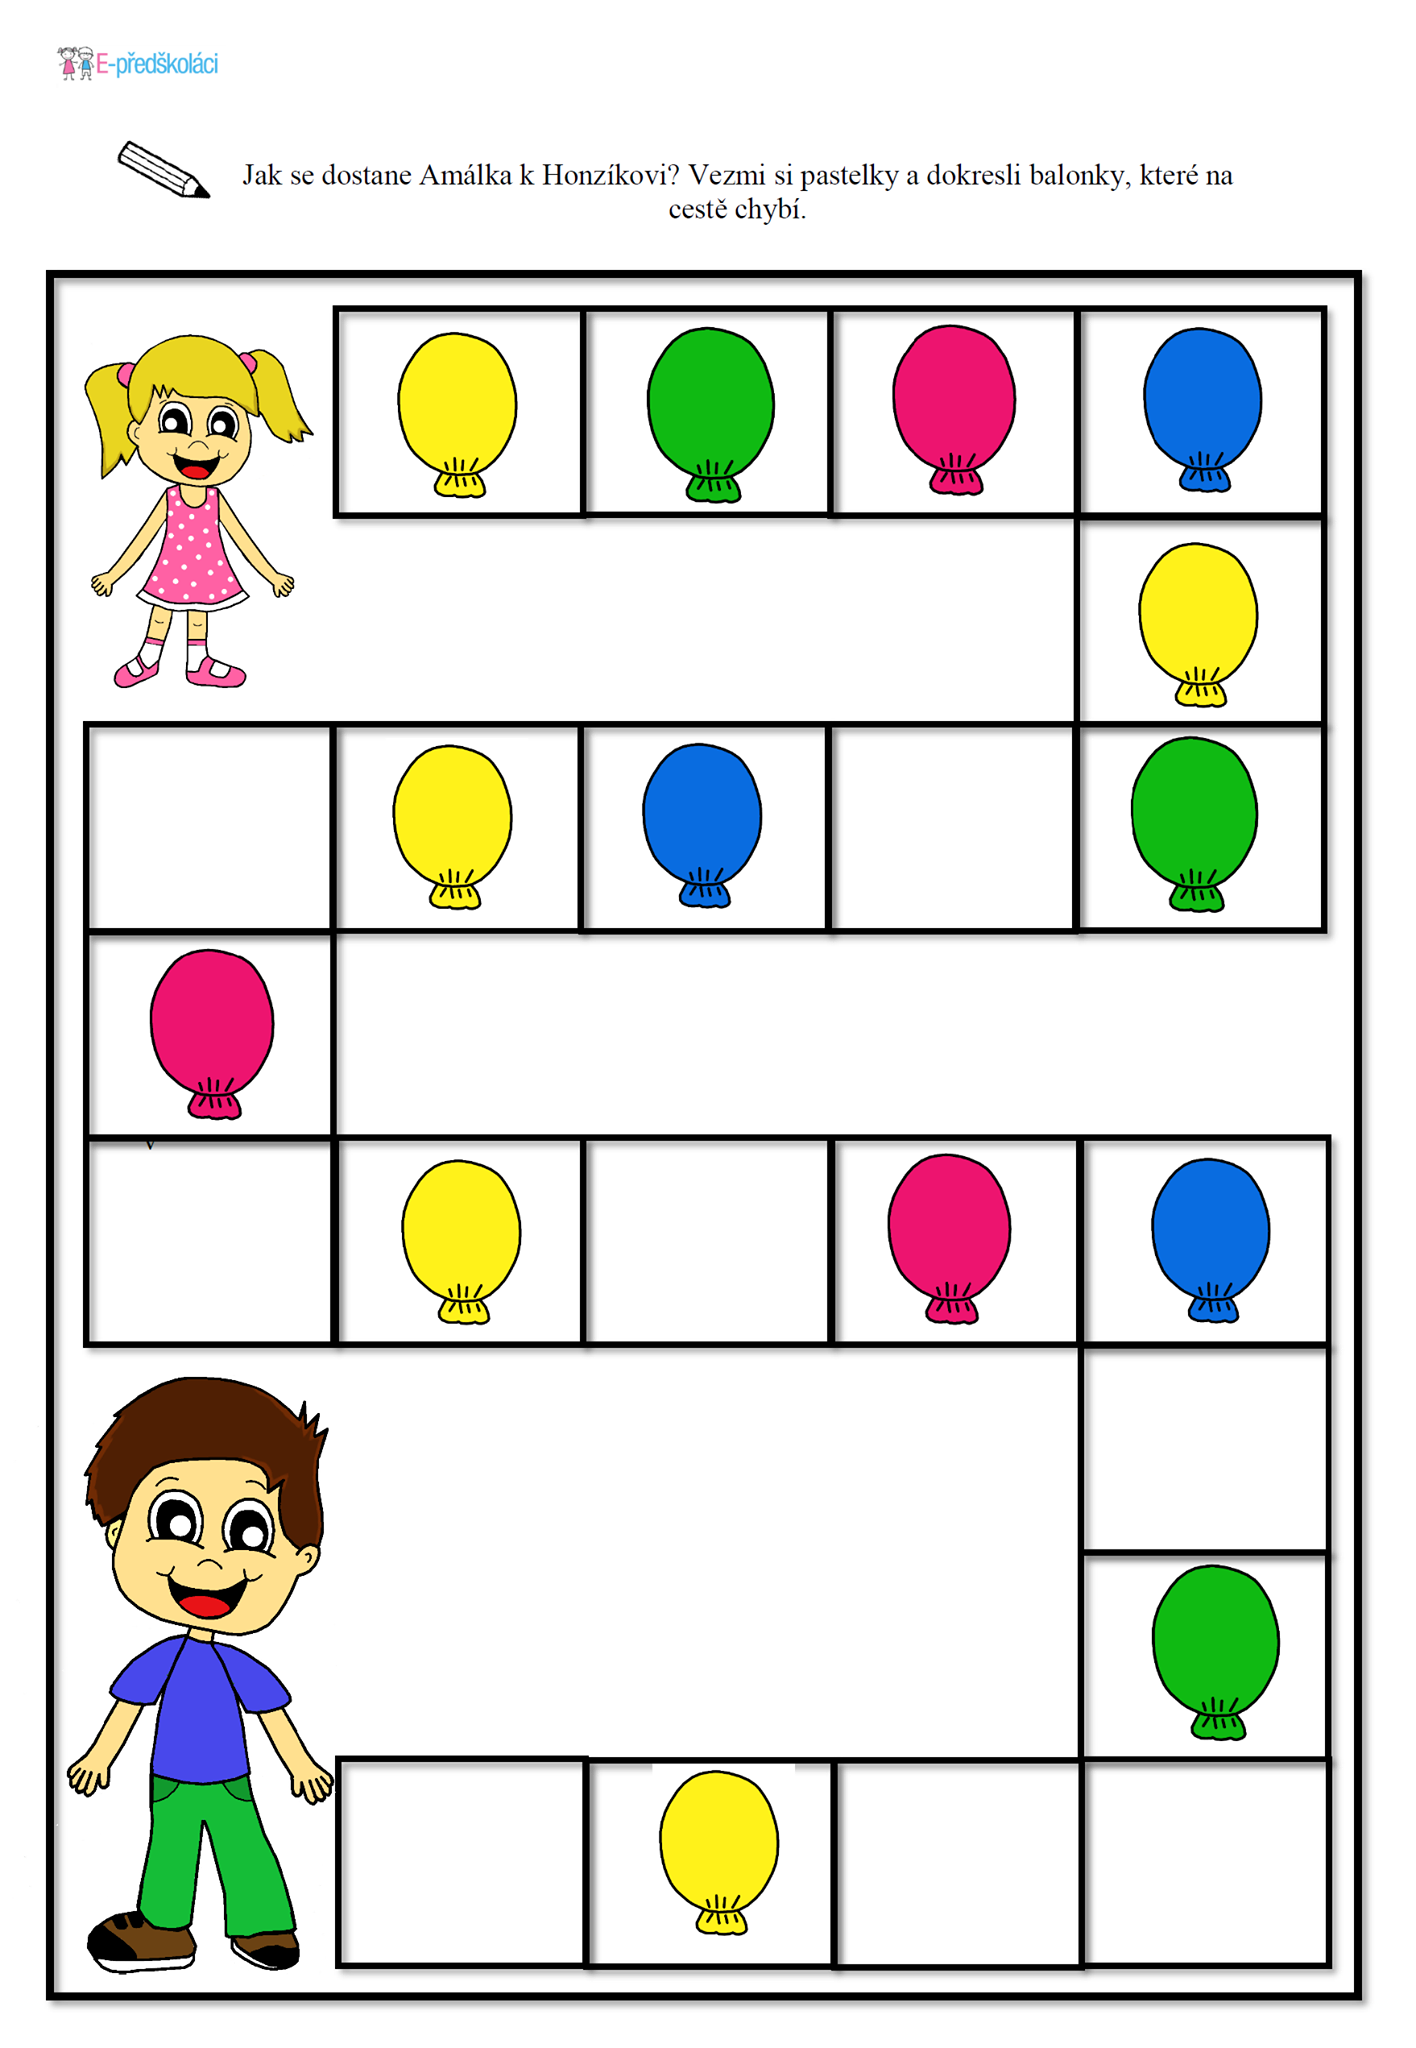 E-předškoláci
Jak se dostane Amálka k Honzíkovi? Vezmi si pastelky a dokresli balonky, které na
cestě chybí.